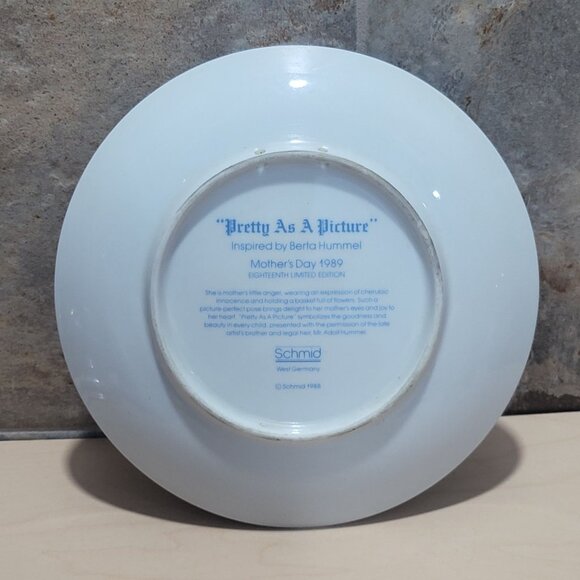 "Pretty As A Picture"
Inspired by Berta Hummel
Mother's Day 1989
EIGHTEENTH LIMITED EDITION
She is mother's little angel, wearing an expression of cherubic
innocence and holding a basket full of flowers. Such a
picture perfect pose brings delight to her mother's eyes and joy to
her heart. "Pretty As A Picture" symbolizes the goodness and
beauty in every child, presented with the permission of the late
artist's brother and legal heir, Mr. Adolf Hummel.
Schmid
West Germany
© Schmid 1988